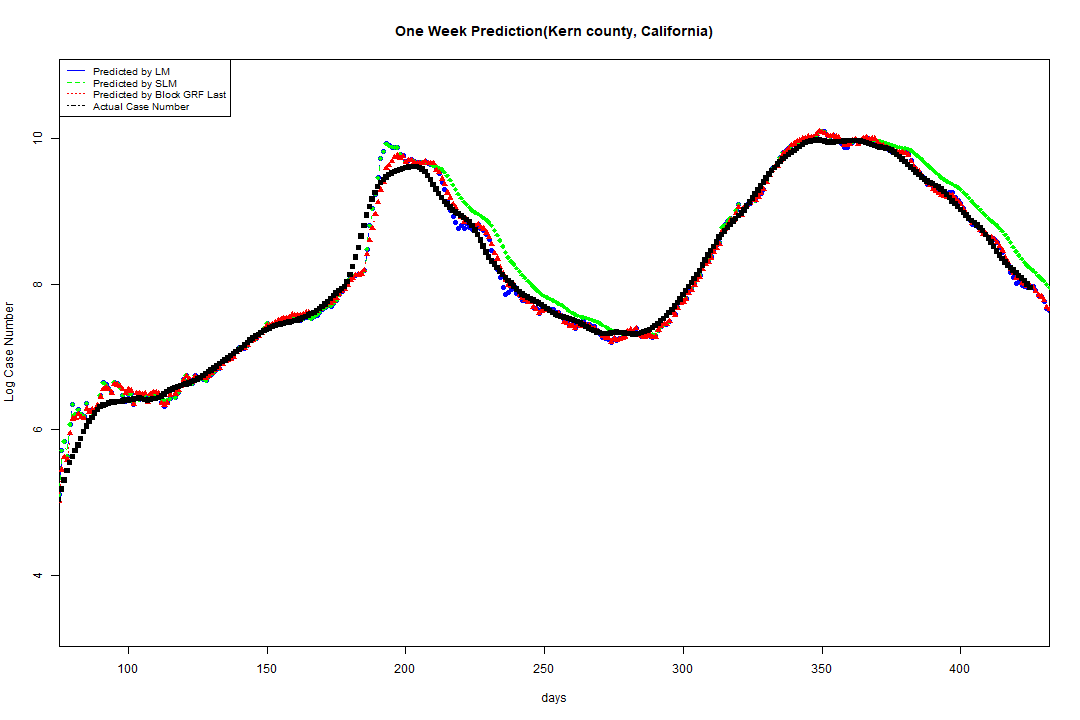 One Week Prediction(Kern county, California)
Predicted by LM
Predicted by SLM
Predicted by Block GRF Last
Actual Case Number
10
8
6
4
Log Case Number
100 150 200 250 300 350 400
days